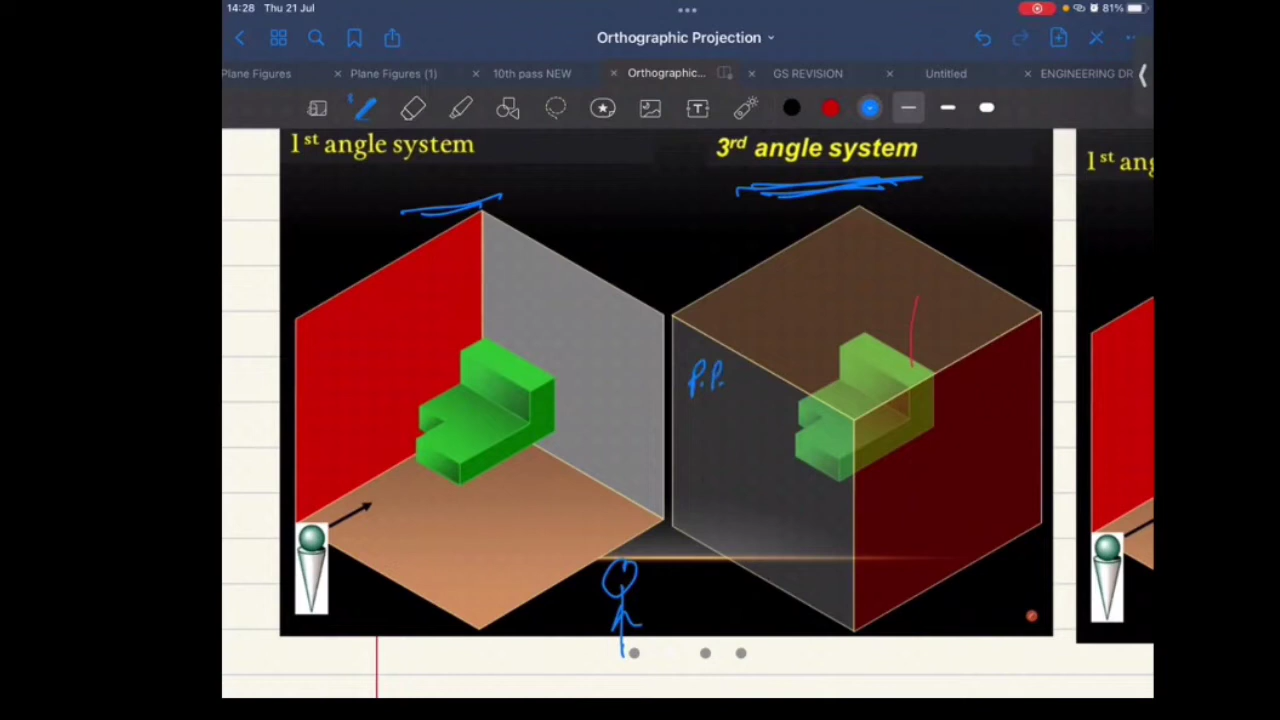 14:28 Thu 21 Jul
81%
Orthographic Projection
Plane Figures
Plane Figures (1)
10th pass NEW
Orthographic...
GS REVISION
Untitled
ENGINEERING DR
1st angle system
3rd angle system
1st ang
P.P.